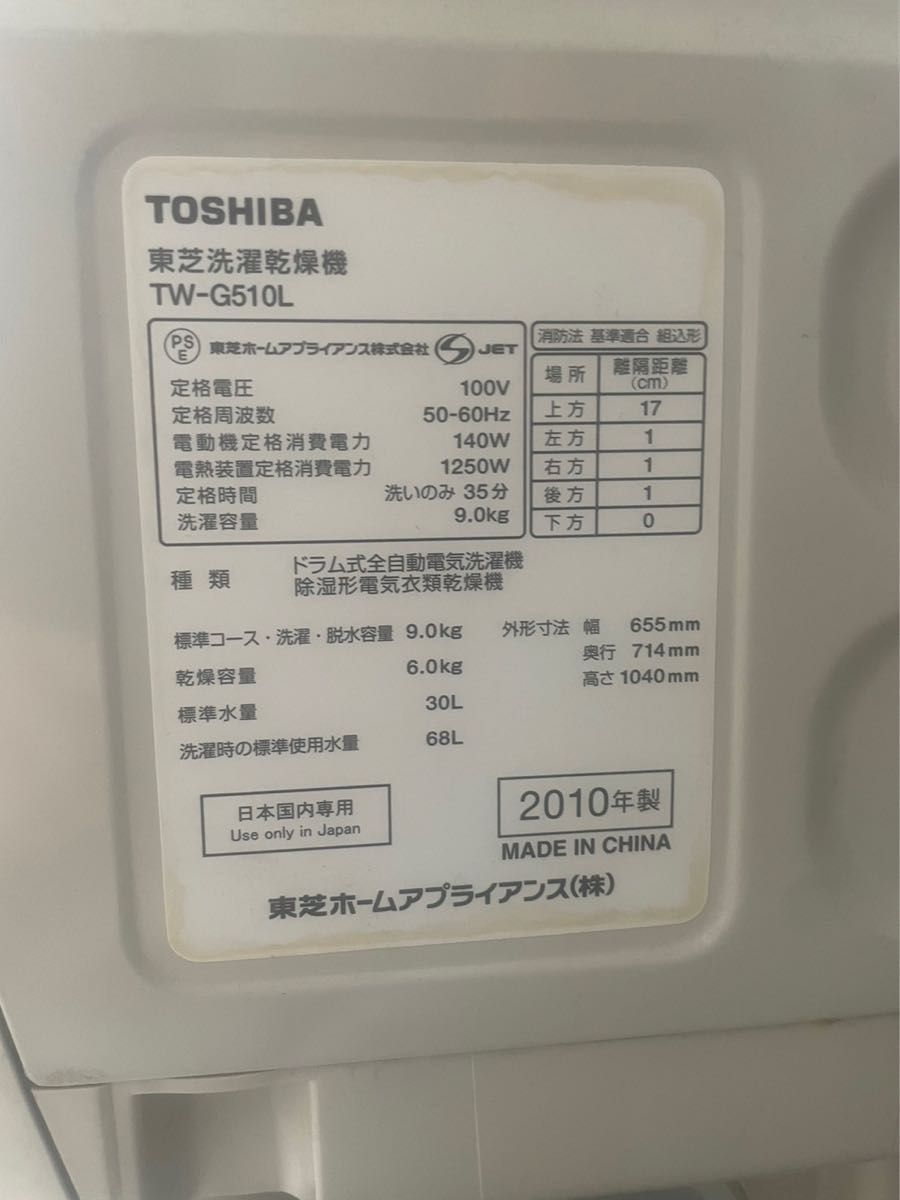 TOSHIBA
東芝洗濯乾燥機
TW-G510L
PSE 東芝ホームアプライアンス株式会社 JET
定格電圧 100V
定格周波数 50-60Hz
電動機定格消費電力 140W
電熱装置定格消費電力 1250W
定格時間 洗いのみ 35分
洗濯容量 9.0kg
消防法 基準適合 組込形
場所 離隔距離(cm)
上方 17
左方 1
右方 1
後方 1
下方 0
種類 ドラム式全自動電気洗濯機
除湿形電気衣類乾燥機
標準コース・洗濯・脱水容量 9.0kg
乾燥容量 6.0kg
標準水量 30L
洗濯時の標準使用水量 68L
外形寸法 幅 655mm
奥行 714mm
高さ 1040mm
日本国内専用
Use only in Japan
2010年製
MADE IN CHINA
東芝ホームアプライアンス(株)